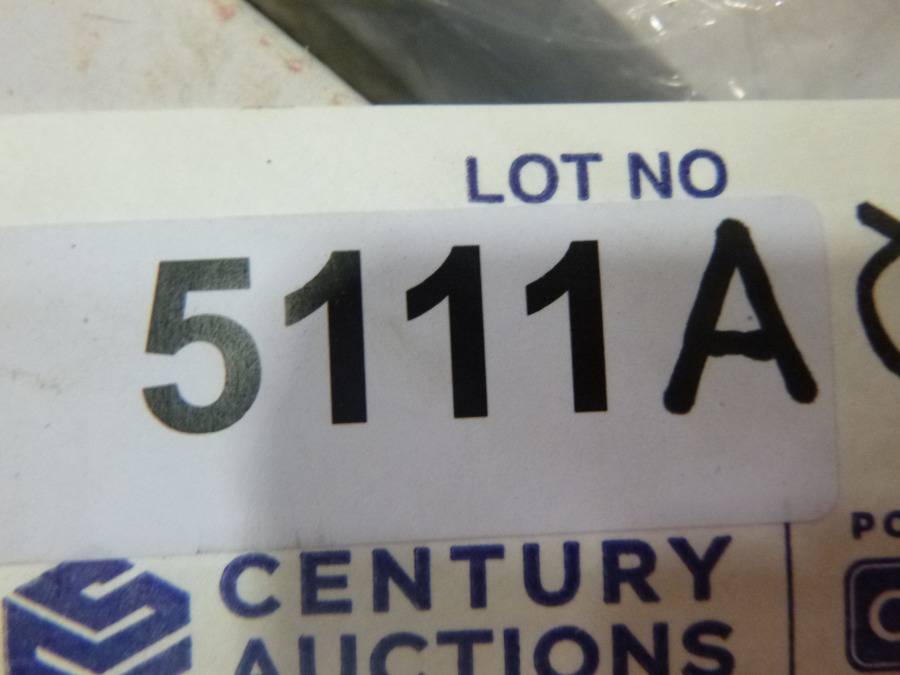 LOT NO
5111A
CENTURY
AUCTIONS